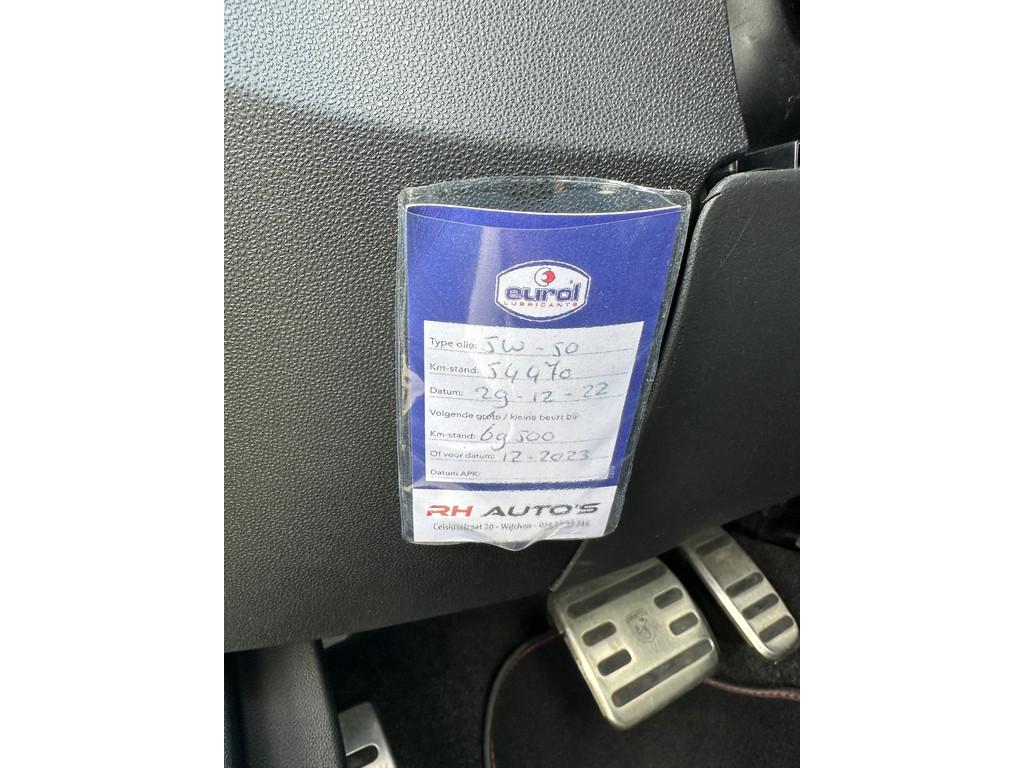 eurol
LUBRICANTS
Type olie: 5W-50
Km-stand: 54470
Datum: 29-12-22
Volgende grote / kleine beurt bij
Km-stand: 69500
Of voor datum: 12-2023
Datum APK:
RH AUTO'S
Celsiusstraat 26 - Wijchen -